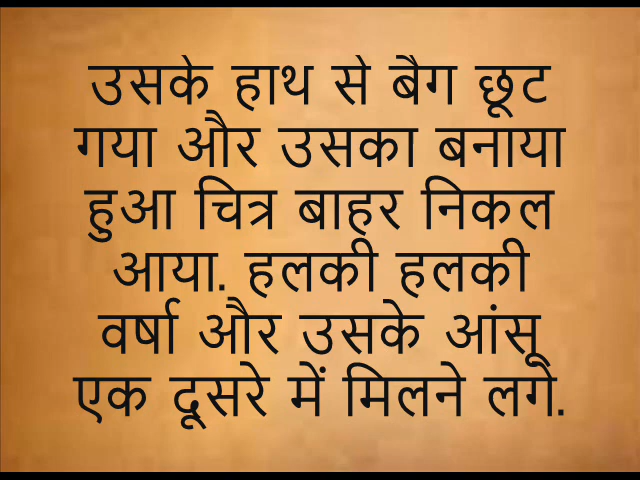 उसके हाथ से बैग छूट
गया और उसका बनाया
हुआ चित्र बाहर निकल
आया. हलकी हलकी
वर्षा और उसके आंसू
एक दूसरे में मिलने लगे.